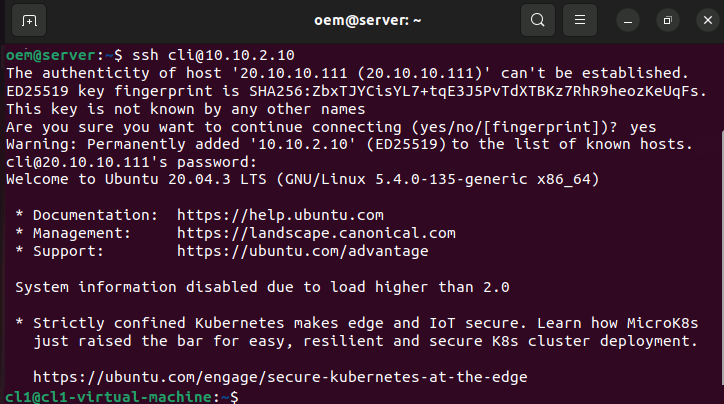 oem@server: ~
oem@server:~$ ssh cli@10.10.2.10
The authenticity of host '20.10.10.111 (20.10.10.111)' can't be established.
ED25519 key fingerprint is SHA256:ZbxTJYCisYL7+tqE3J5PvTdXTBKz7RhR9heozKeUqFs.
This key is not known by any other names
Are you sure you want to continue connecting (yes/no/[fingerprint])? yes
Warning: Permanently added '10.10.2.10' (ED25519) to the list of known hosts.
cli@20.10.10.111's password:
Welcome to Ubuntu 20.04.3 LTS (GNU/Linux 5.4.0-135-generic x86_64)
* Documentation: https://help.ubuntu.com
* Management: https://landscape.canonical.com
* Support: https://ubuntu.com/advantage
System information disabled due to load higher than 2.0
* Strictly confined Kubernetes makes edge and IoT secure. Learn how MicroK8s
just raised the bar for easy, resilient and secure K8s cluster deployment.
https://ubuntu.com/engage/secure-kubernetes-at-the-edge
cl1@cl1-virtual-machine:~$